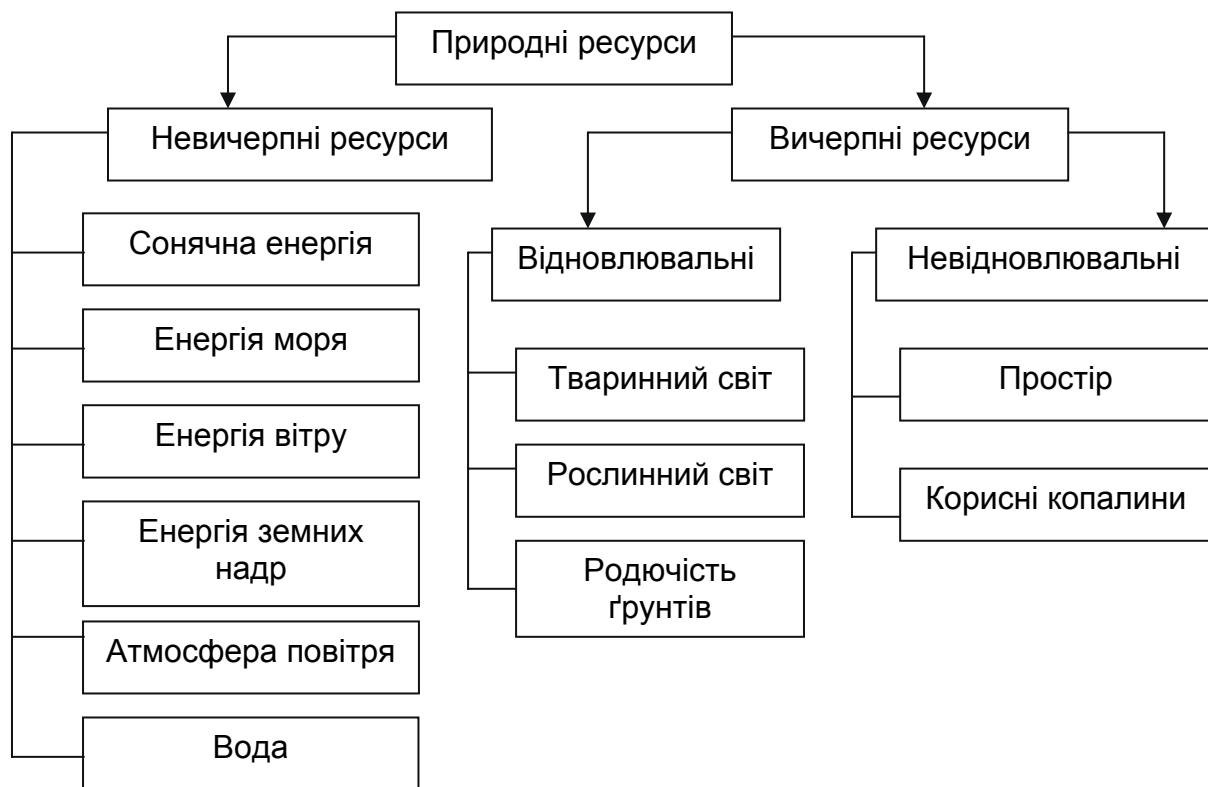 Природні ресурси
Невичерпні ресурси
Вичерпні ресурси
Сонячна енергія
Енергія моря
Енергія вітру
Енергія земних
надр
Атмосфера повітря
Вода
Відновлювальні
Тваринний світ
Рослинний світ
Родючість
ґрунтів
Невідновлювальні
Простір
Корисні копалини